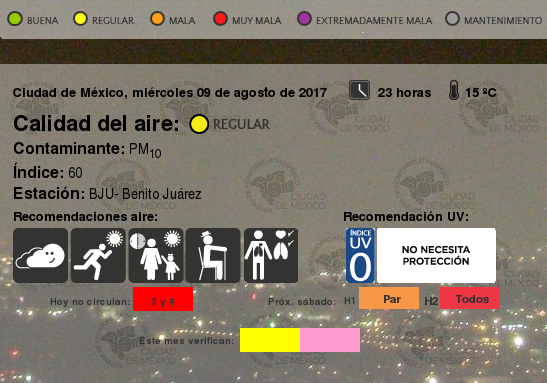 BUENA REGULAR MALA MUY MALA EXTREMADAMENTE MALA MANTENIMIENTO
Ciudad de México, miércoles 09 de agosto de 2017 23 horas 15 ºC
Calidad del aire: REGULAR
Contaminante: PM10
Índice: 60
Estación: BJU- Benito Juárez
Recomendaciones aire: Recomendación UV:
ÍNDICE UV 0 NO NECESITA PROTECCIÓN
Hoy no circulan: 3 y 4 Próx. sábado: H1 Par H2 Todos
Este mes verifican:
CIUDAD DE MÉXICO